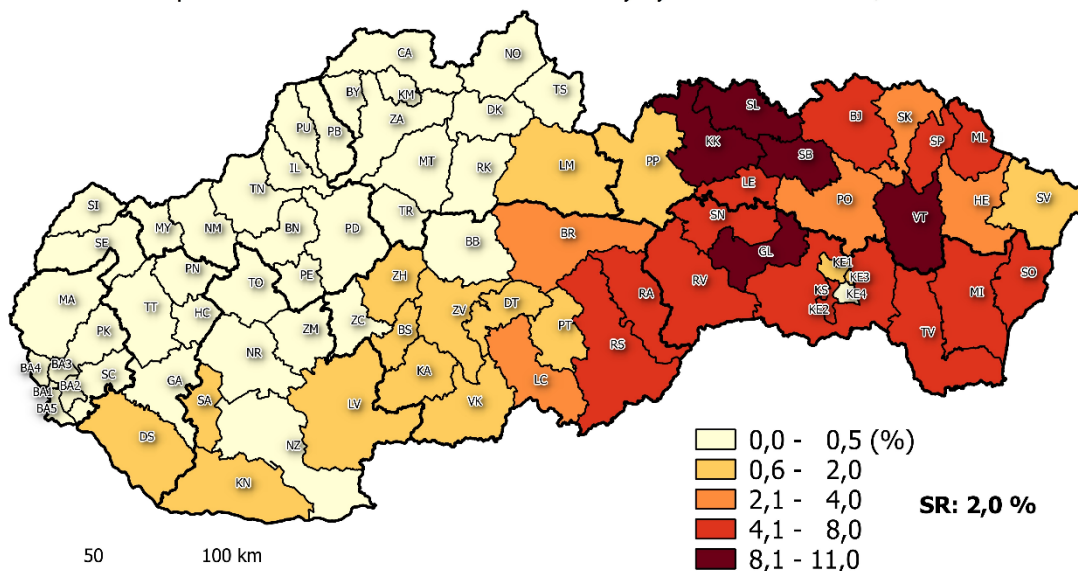 CA
NO
BY
KM
TS
DK
PU
PB
ZA
SL
BJ
SK
IL
MT
RK
KK
SB
SP
ML
TN
LM
PP
LE
SI
TR
PO
HE
SV
MY
NM
BN
PD
SN
VT
SE
BB
BR
GL
PN
PE
ZH
KE1
MA
TT
TO
RA
RV
KE3
SO
HC
KS
KE4
MI
PK
ZM
ZC
BS
ZV
DT
PT
KE2
TV
NR
RS
BA4
BA3
SC
GA
KA
LC
BA1
BA2
SA
LV
VK
BA5
DS
NZ
KN
0,0 - 0,5 (%)
0,6 - 2,0
2,1 - 4,0
SR: 2,0 %
4,1 - 8,0
8,1 - 11,0
50 100 km